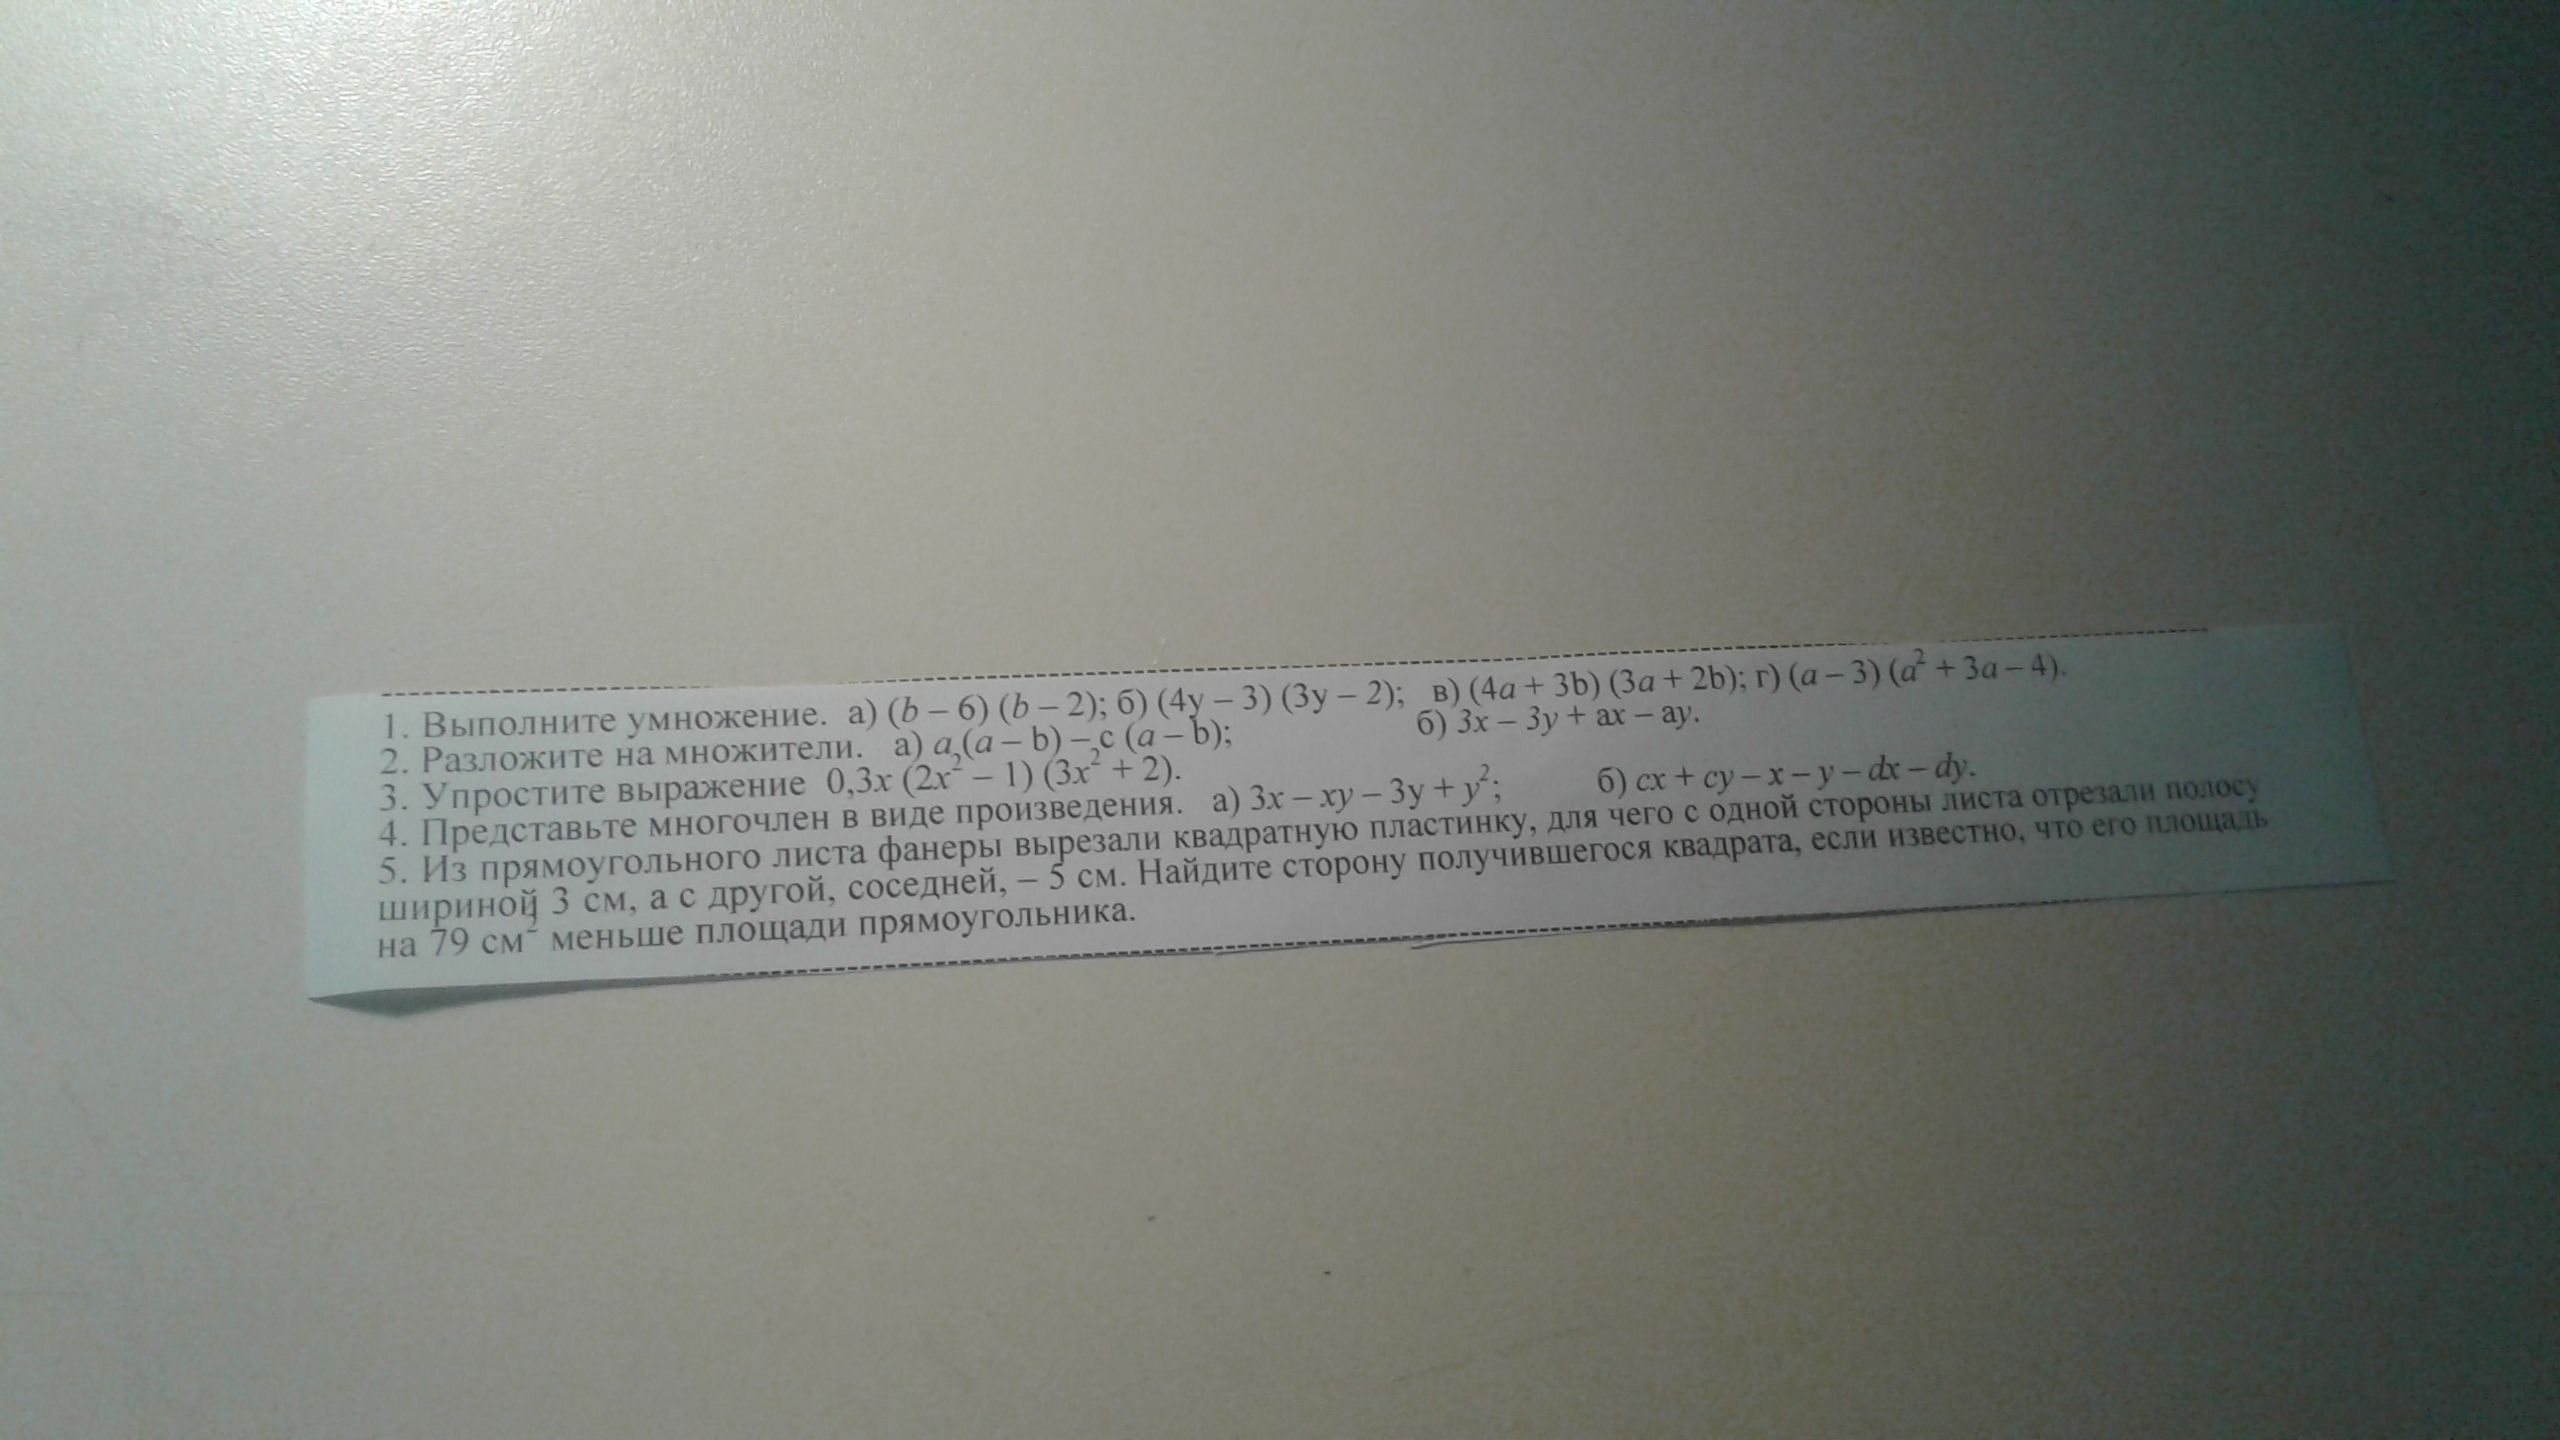 1. Выполните умножение. а) (b – 6) (b – 2); б) (4y – 3) (3y – 2); в) (4a + 3b) (3a + 2b); г) (a – 3) (a² + 3a – 4).
2. Разложите на множители. а) a (a – b) – c (a – b); б) 3x – 3y + ax – ay.
3. Упростите выражение 0,3x (2x² – 1) (3x² + 2).
4. Представьте многочлен в виде произведения. а) 3x – xy – 3y + y²; б) cx + cy – x – y – dx – dy.
5. Из прямоугольного листа фанеры вырезали квадратную пластинку, для чего с одной стороны листа отрезали полосу
шириной 3 см, а с другой, соседней, – 5 см. Найдите сторону получившегося квадрата, если известно, что его площадь
на 79 см² меньше площади прямоугольника.